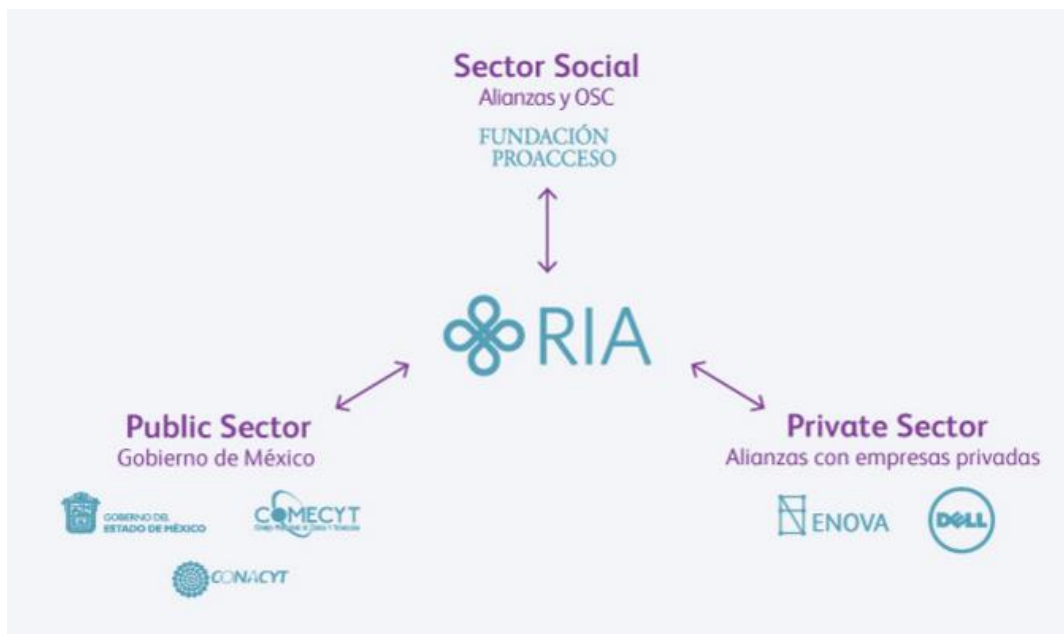 Sector Social
Alianzas y OSC
FUNDACIÓN
PROACCESO
RIA
Public Sector
Gobierno de México
GOBIERNO DEL
ESTADO DE MÉXICO
COMECYT
CONACYT
Private Sector
Alianzas con empresas privadas
ENOVA
DELL